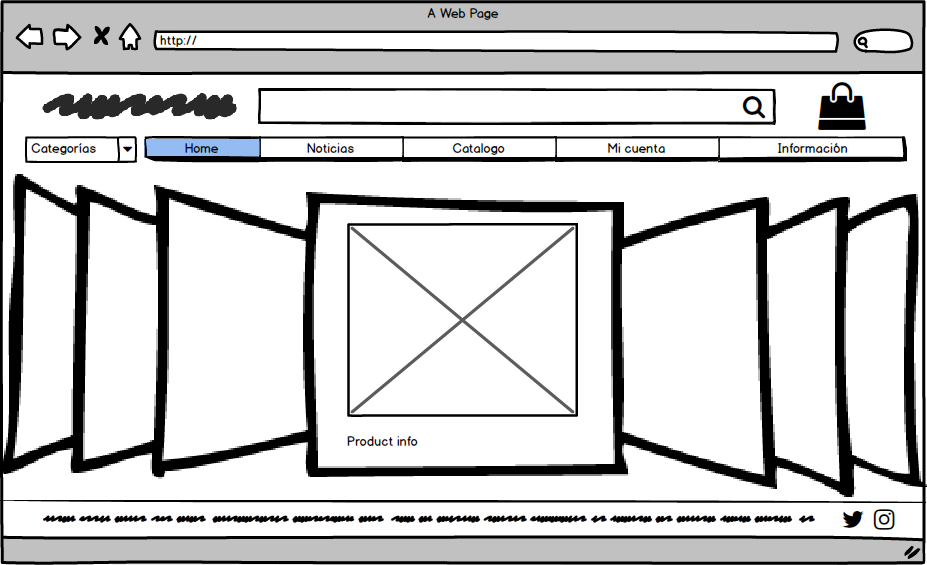 A Web Page
http://
Categorías Home Noticias Catalogo Mi cuenta Información
Product info